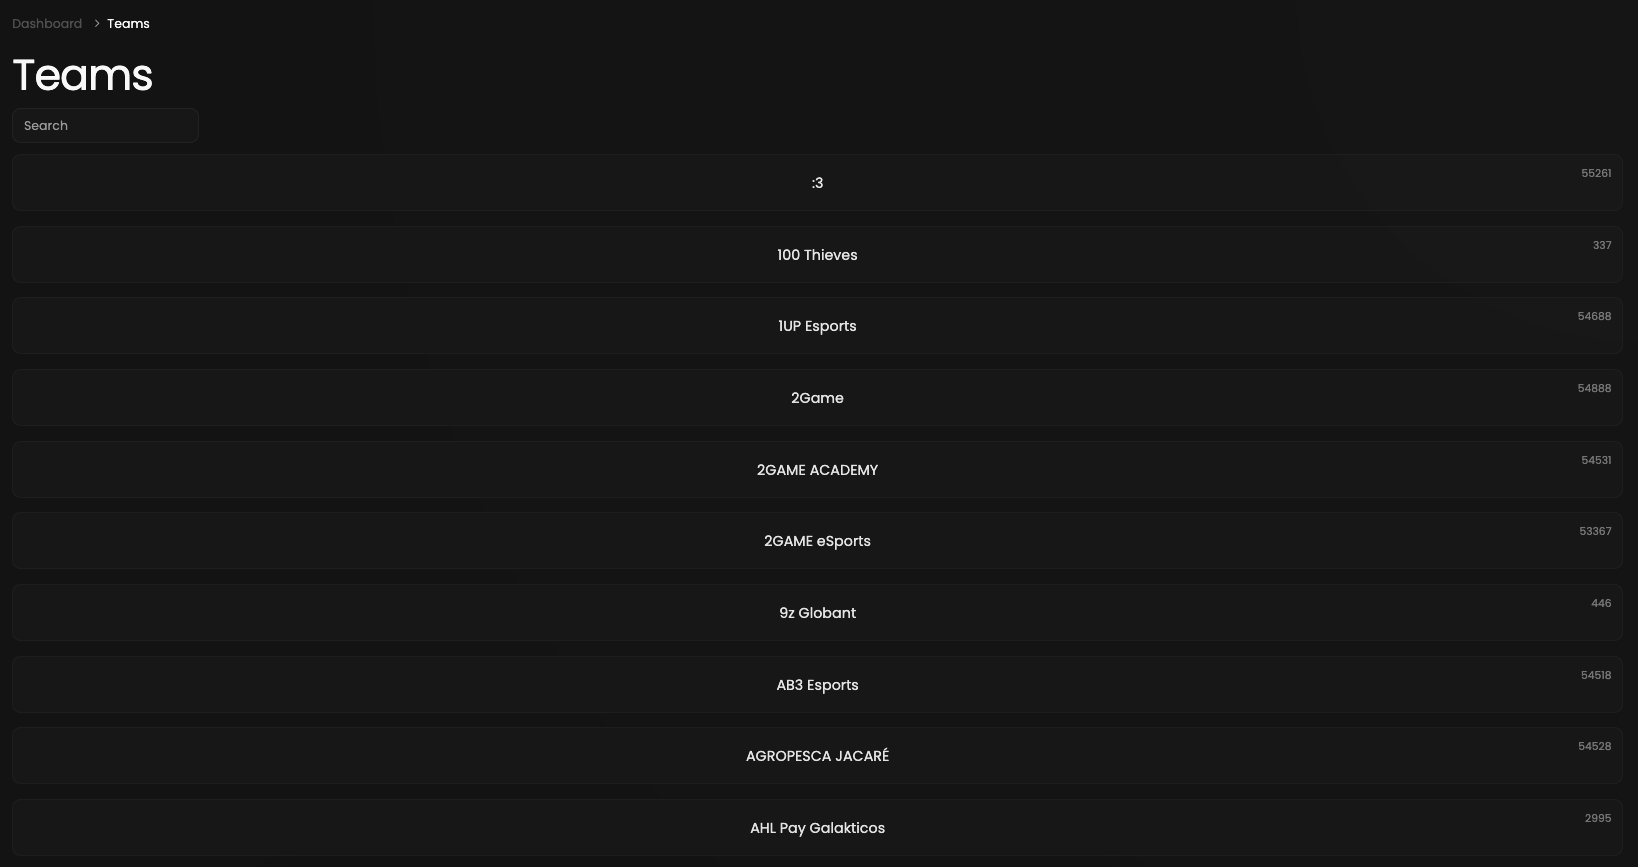 Dashboard > Teams
Teams
Search
:3
55261
100 Thieves
337
1UP Esports
54688
2Game
54888
2GAME ACADEMY
54531
2GAME eSports
53367
9z Globant
446
AB3 Esports
54518
AGROPESCA JACARÉ
54528
AHL Pay Galakticos
2995